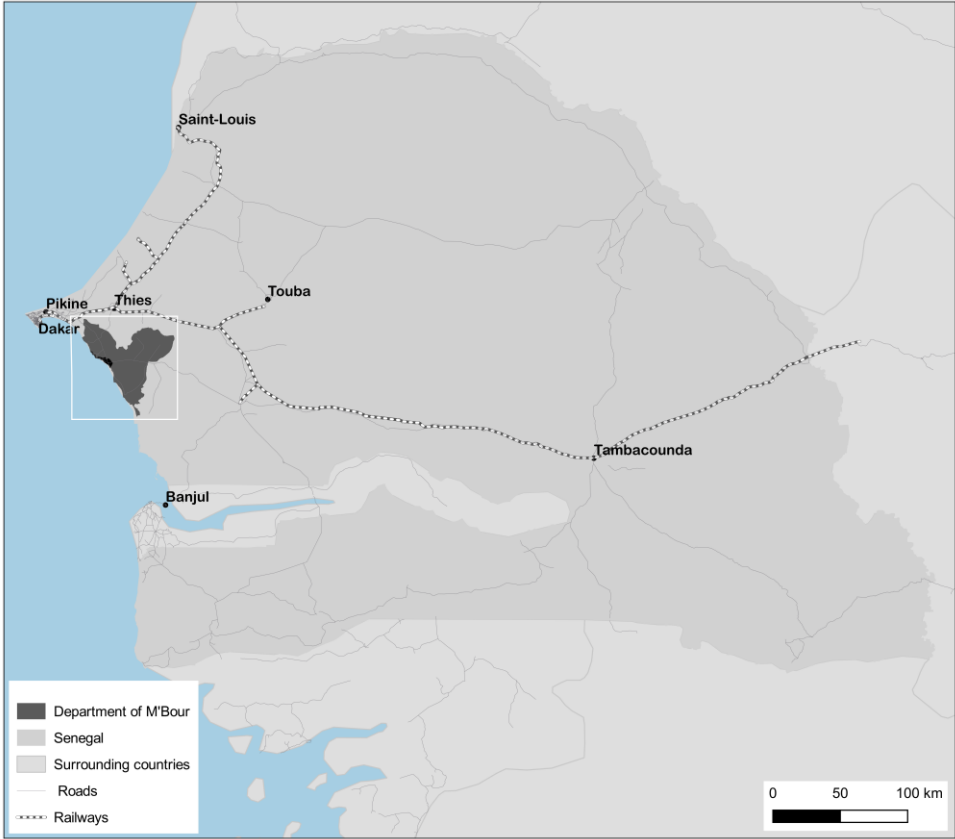 Saint-Louis
Touba
Thies
Pikine
Dakar
Tambacounda
Banjul
Department of M'Bour
Senegal
Surrounding countries
Roads
Railways
0 50 100 km